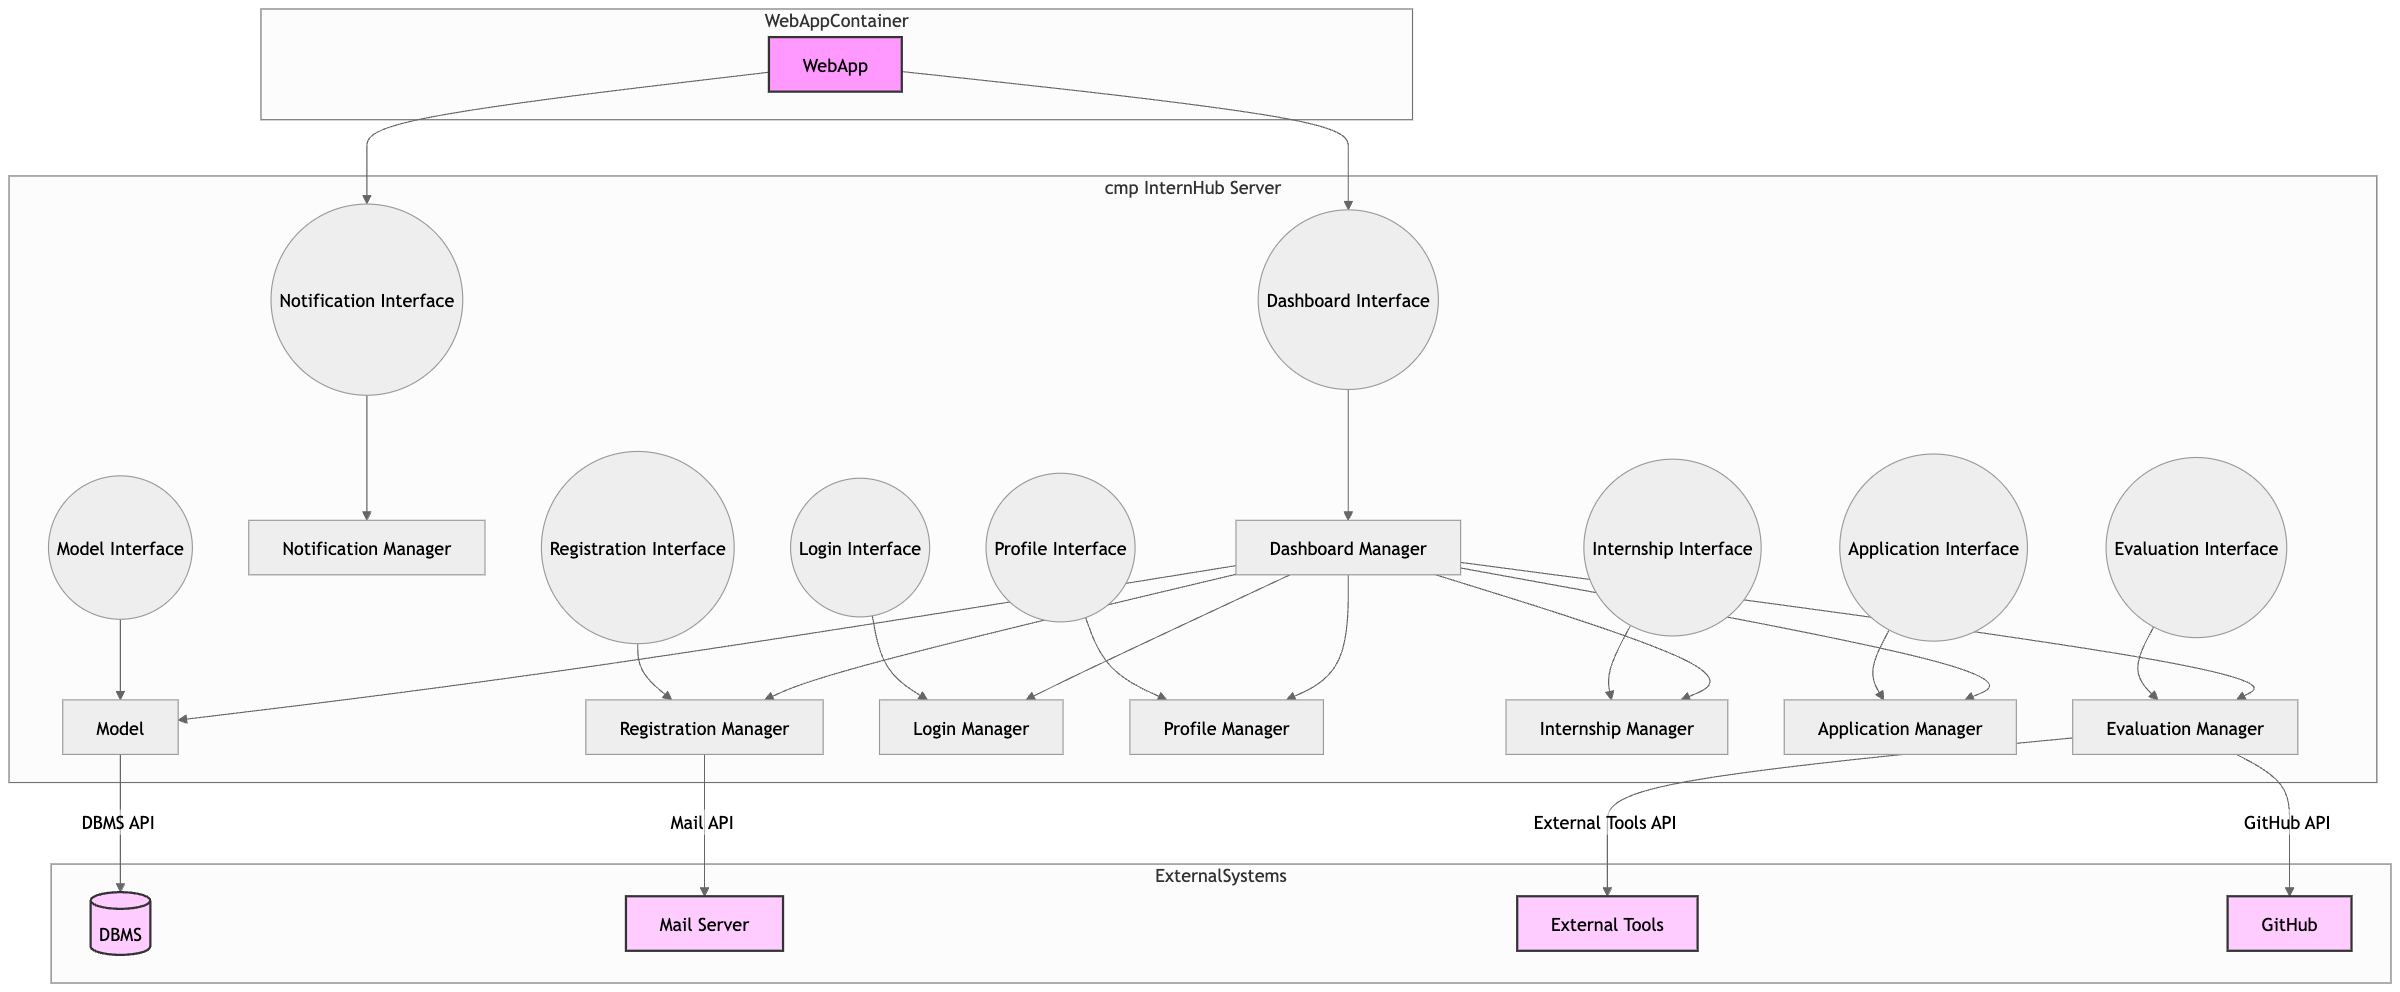 WebAppContainer
WebApp
cmp InternHub Server
Notification Interface
Dashboard Interface
Model Interface
Notification Manager
Registration Interface
Login Interface
Profile Interface
Dashboard Manager
Internship Interface
Application Interface
Evaluation Interface
Model
Registration Manager
Login Manager
Profile Manager
Internship Manager
Application Manager
Evaluation Manager
DBMS API
Mail API
External Tools API
GitHub API
ExternalSystems
DBMS
Mail Server
External Tools
GitHub